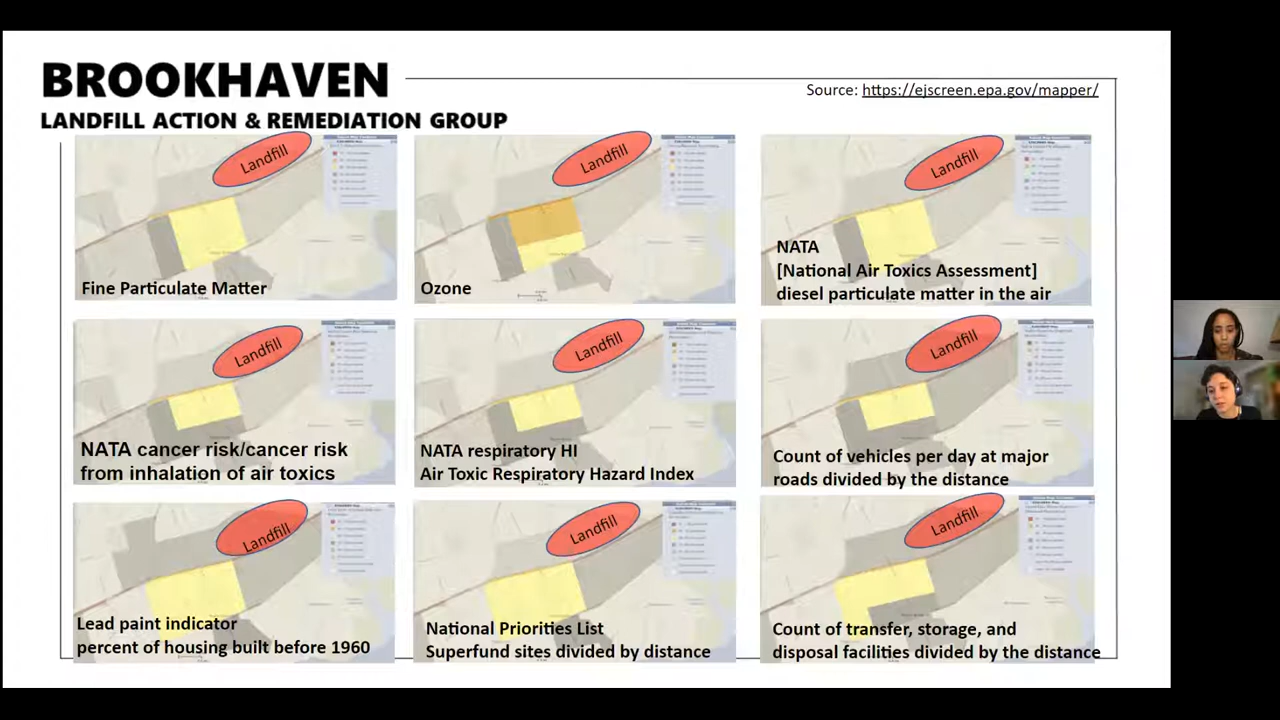 BROOKHAVEN
LANDFILL ACTION & REMEDIATION GROUP
Source: https://ejscreen.epa.gov/mapper/
Landfill
Fine Particulate Matter
Landfill
Ozone
Landfill
NATA
[National Air Toxics Assessment]
diesel particulate matter in the air
Landfill
NATA cancer risk/cancer risk
from inhalation of air toxics
Landfill
NATA respiratory HI
Air Toxic Respiratory Hazard Index
Landfill
Count of vehicles per day at major
roads divided by the distance
Landfill
Lead paint indicator
percent of housing built before 1960
Landfill
National Priorities List
Superfund sites divided by distance
Landfill
Count of transfer, storage, and
disposal facilities divided by the distance